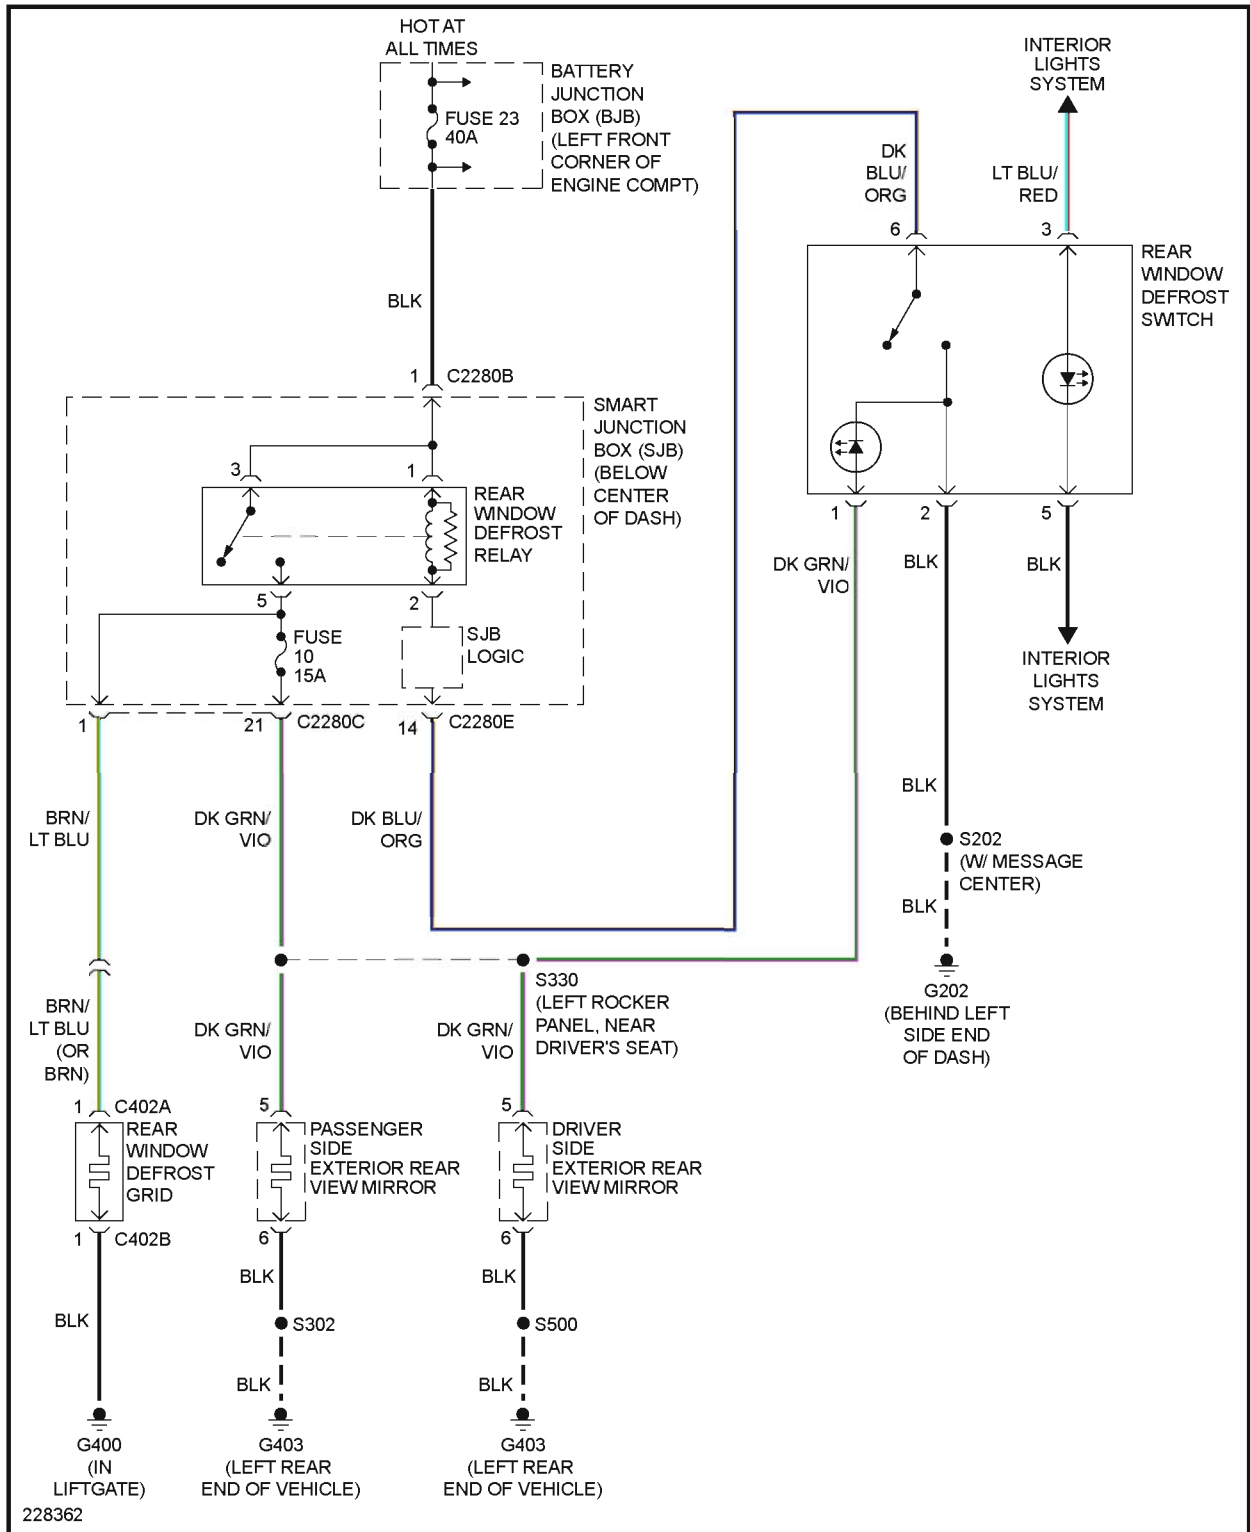 HOT AT
ALL TIMES
BATTERY
JUNCTION
BOX (BJB)
(LEFT FRONT
CORNER OF
ENGINE COMPT)
FUSE 23
40A
INTERIOR
LIGHTS
SYSTEM
DK
BLU/
ORG
LT BLU/
RED
6
3
REAR
WINDOW
DEFROST
SWITCH
BLK
1
C2280B
SMART
JUNCTION
BOX (SJB)
(BELOW
CENTER
OF DASH)
3
1
REAR
WINDOW
DEFROST
RELAY
5
2
FUSE
10
15A
SJB
LOGIC
1
2
5
DK GRN/
VIO
BLK
BLK
INTERIOR
LIGHTS
SYSTEM
1
21
C2280C
14
C2280E
BRN/
LT BLU
DK GRN/
VIO
DK BLU/
ORG
BLK
S202
(W/ MESSAGE
CENTER)
BLK
G202
(BEHIND LEFT
SIDE END
OF DASH)
S330
(LEFT ROCKER
PANEL, NEAR
DRIVER'S SEAT)
BRN/
LT BLU
(OR
BRN)
DK GRN/
VIO
DK GRN/
VIO
1
C402A
5
5
REAR
WINDOW
DEFROST
GRID
PASSENGER
SIDE
EXTERIOR REAR
VIEW MIRROR
DRIVER
SIDE
EXTERIOR REAR
VIEW MIRROR
1
C402B
6
6
BLK
BLK
BLK
S302
S500
BLK
BLK
G400
(IN
LIFTGATE)
G403
(LEFT REAR
END OF VEHICLE)
G403
(LEFT REAR
END OF VEHICLE)
228362